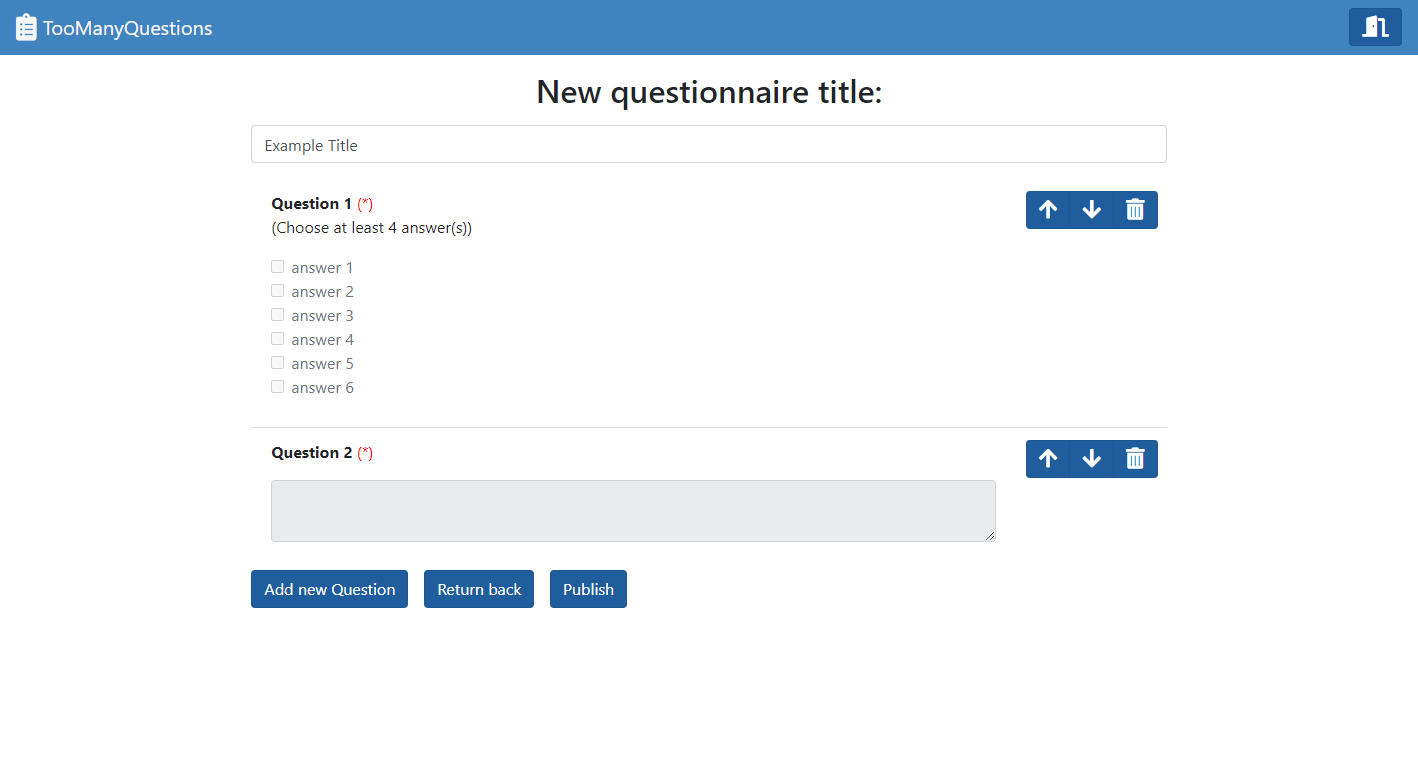 TooManyQuestions
New questionnaire title:
Example Title
Question 1 (*)
(Choose at least 4 answer(s))
answer 1
answer 2
answer 3
answer 4
answer 5
answer 6
Question 2 (*)
Add new Question
Return back
Publish